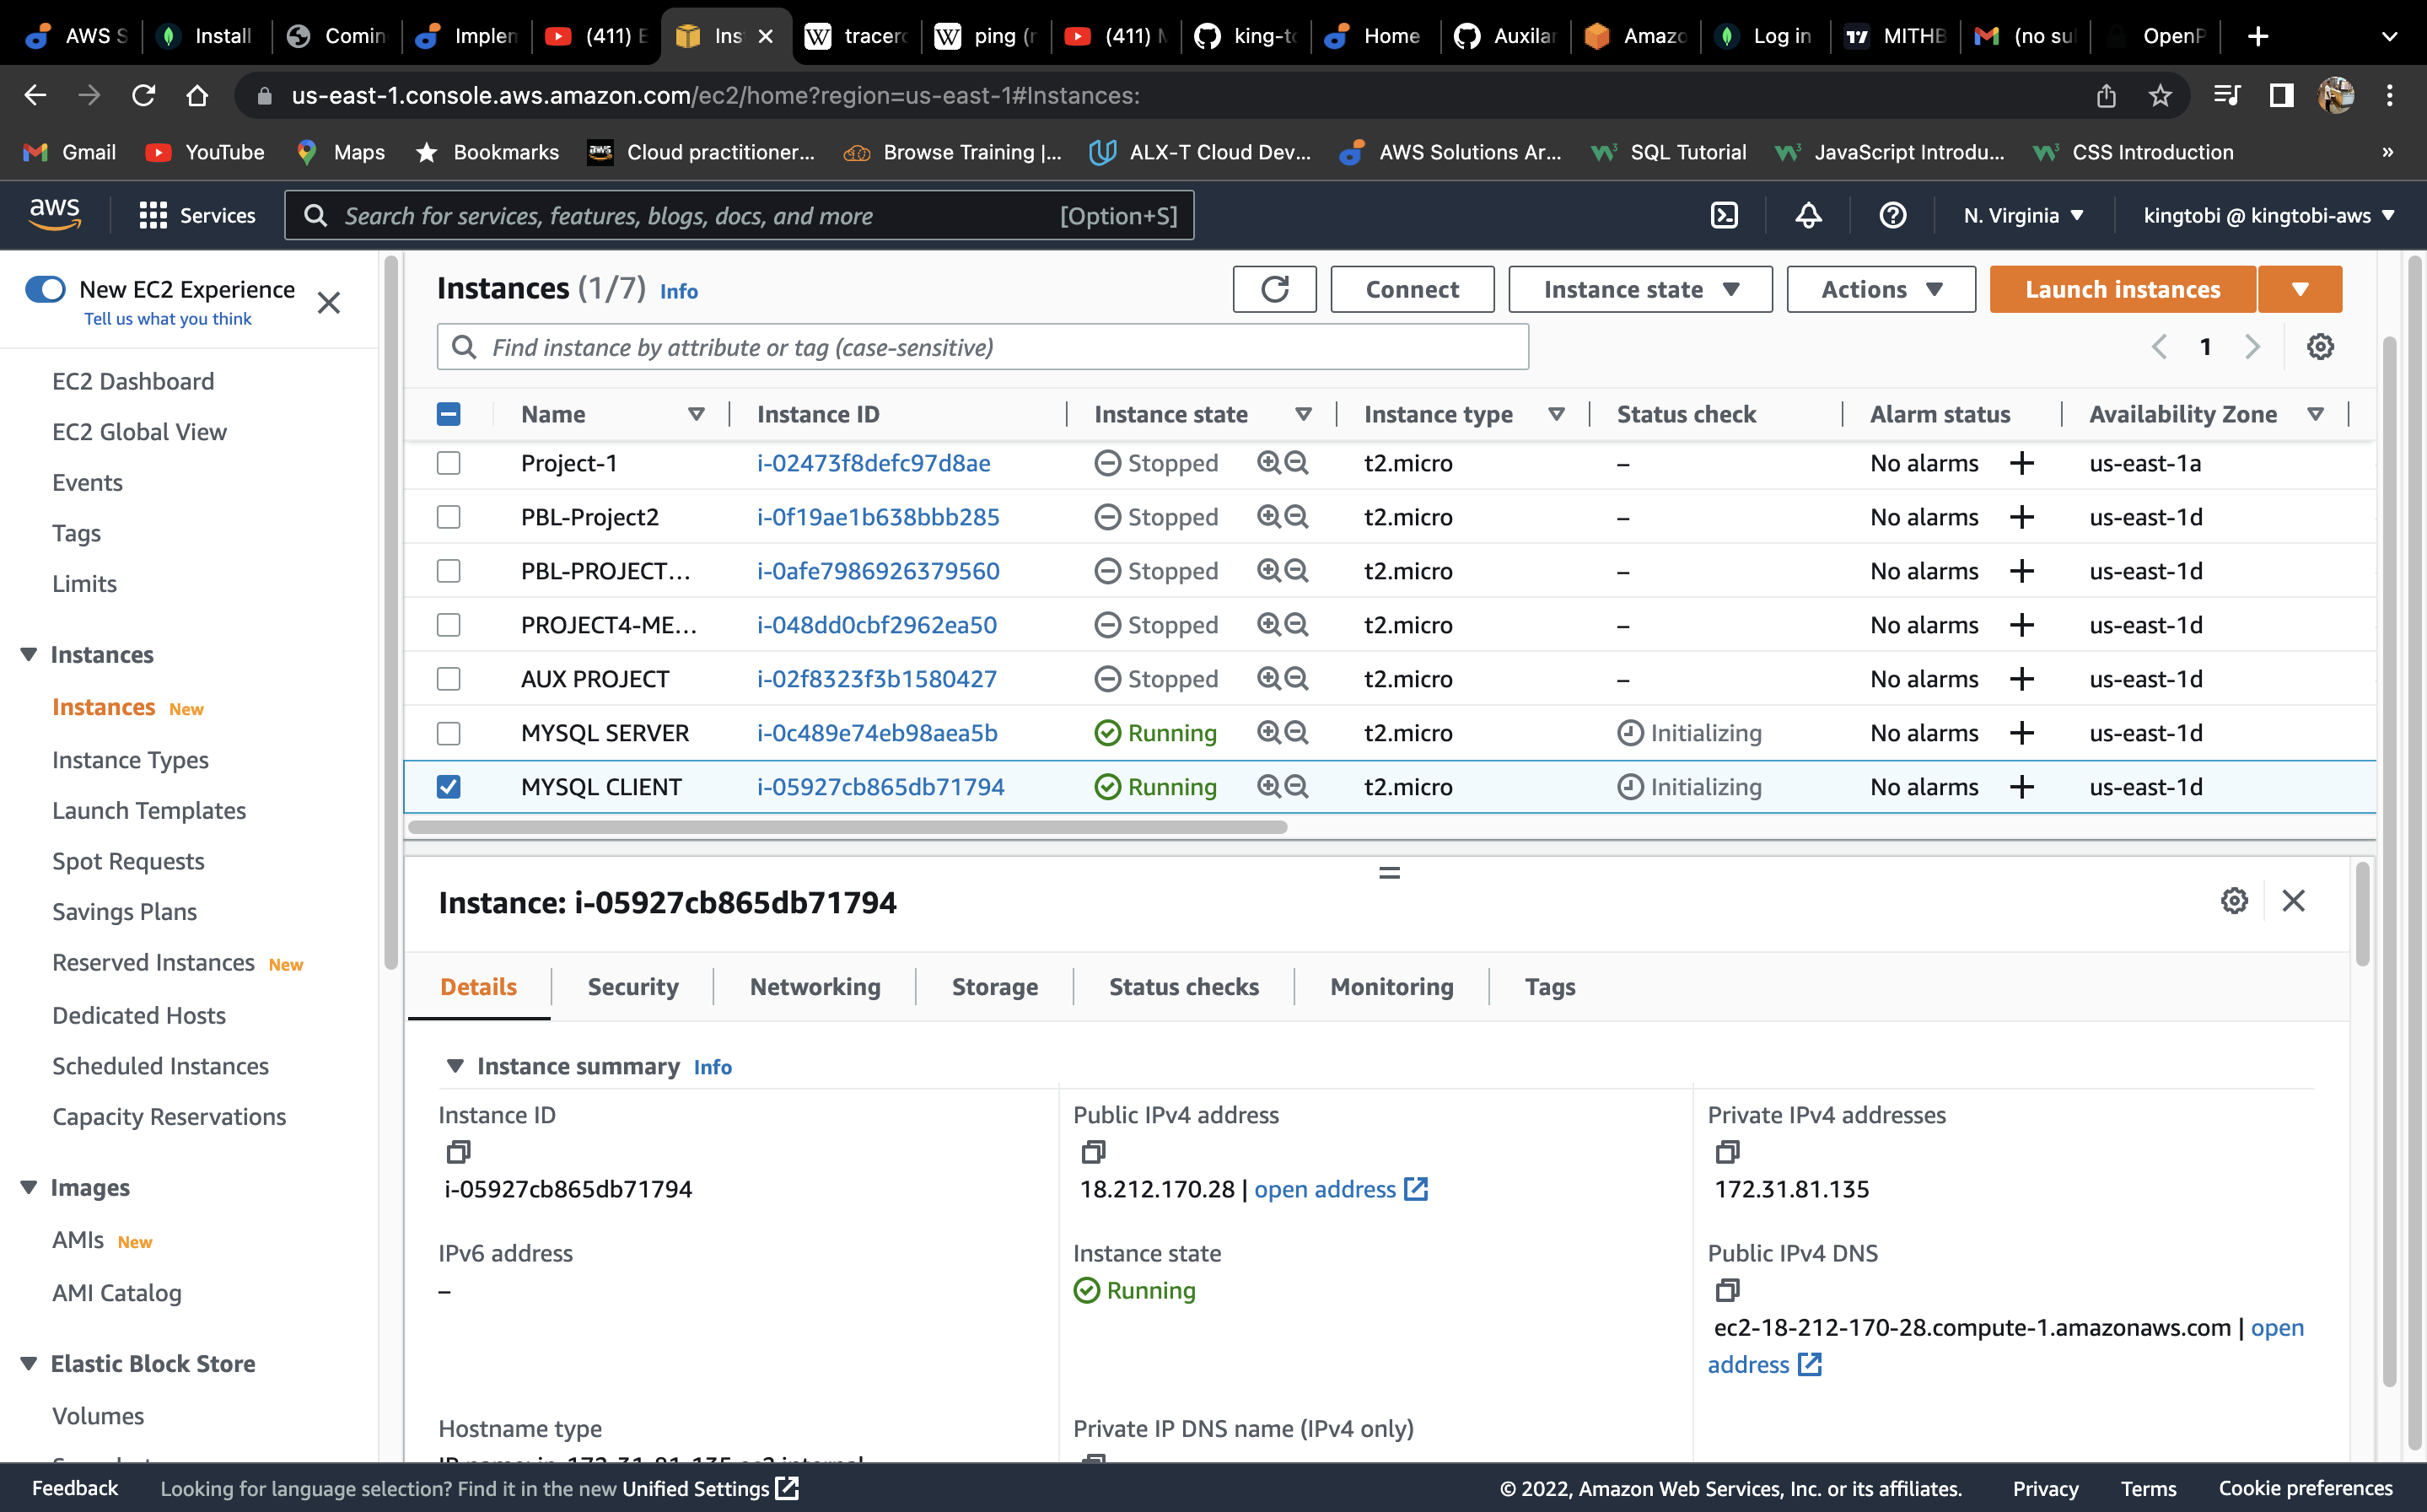 AWS S
Install
Comin
Implem
(411) E
Ins
tracero
ping (n
(411) M
king-to
Home
Auxilar
Amazo
Log in
MITHB
(no sul
OpenP
us-east-1.console.aws.amazon.com/ec2/home?region=us-east-1#Instances:
Gmail
YouTube
Maps
Bookmarks
Cloud practitioner...
Browse Training |...
ALX-T Cloud Dev...
AWS Solutions Ar...
SQL Tutorial
JavaScript Introdu...
CSS Introduction
»
aws
Services
Search for services, features, blogs, docs, and more
[Option+S]
N. Virginia
kingtobi @ kingtobi-aws
New EC2 Experience
Tell us what you think
EC2 Dashboard
EC2 Global View
Events
Tags
Limits
Instances
Instances New
Instance Types
Launch Templates
Spot Requests
Savings Plans
Reserved Instances New
Dedicated Hosts
Scheduled Instances
Capacity Reservations
Images
AMIs New
AMI Catalog
Elastic Block Store
Volumes
Instances (1/7) Info
Connect
Instance state
Actions
Launch instances
Find instance by attribute or tag (case-sensitive)
1
Name Instance ID Instance state Instance type Status check Alarm status Availability Zone
Project-1 i-02473f8defc97d8ae Stopped t2.micro – No alarms + us-east-1a
PBL-Project2 i-0f19ae1b638bbb285 Stopped t2.micro – No alarms + us-east-1d
PBL-PROJECT... i-0afe7986926379560 Stopped t2.micro – No alarms + us-east-1d
PROJECT4-ME... i-048dd0cbf2962ea50 Stopped t2.micro – No alarms + us-east-1d
AUX PROJECT i-02f8323f3b1580427 Stopped t2.micro – No alarms + us-east-1d
MYSQL SERVER i-0c489e74eb98aea5b Running t2.micro Initializing No alarms + us-east-1d
MYSQL CLIENT i-05927cb865db71794 Running t2.micro Initializing No alarms + us-east-1d
Instance: i-05927cb865db71794
Details
Security
Networking
Storage
Status checks
Monitoring
Tags
Instance summary Info
Instance ID
i-05927cb865db71794
Public IPv4 address
18.212.170.28 | open address
Private IPv4 addresses
172.31.81.135
IPv6 address
–
Instance state
Running
Public IPv4 DNS
ec2-18-212-170-28.compute-1.amazonaws.com | open
address
Hostname type
Private IP DNS name (IPv4 only)
Feedback
Looking for language selection? Find it in the new Unified Settings
© 2022, Amazon Web Services, Inc. or its affiliates.
Privacy
Terms
Cookie preferences